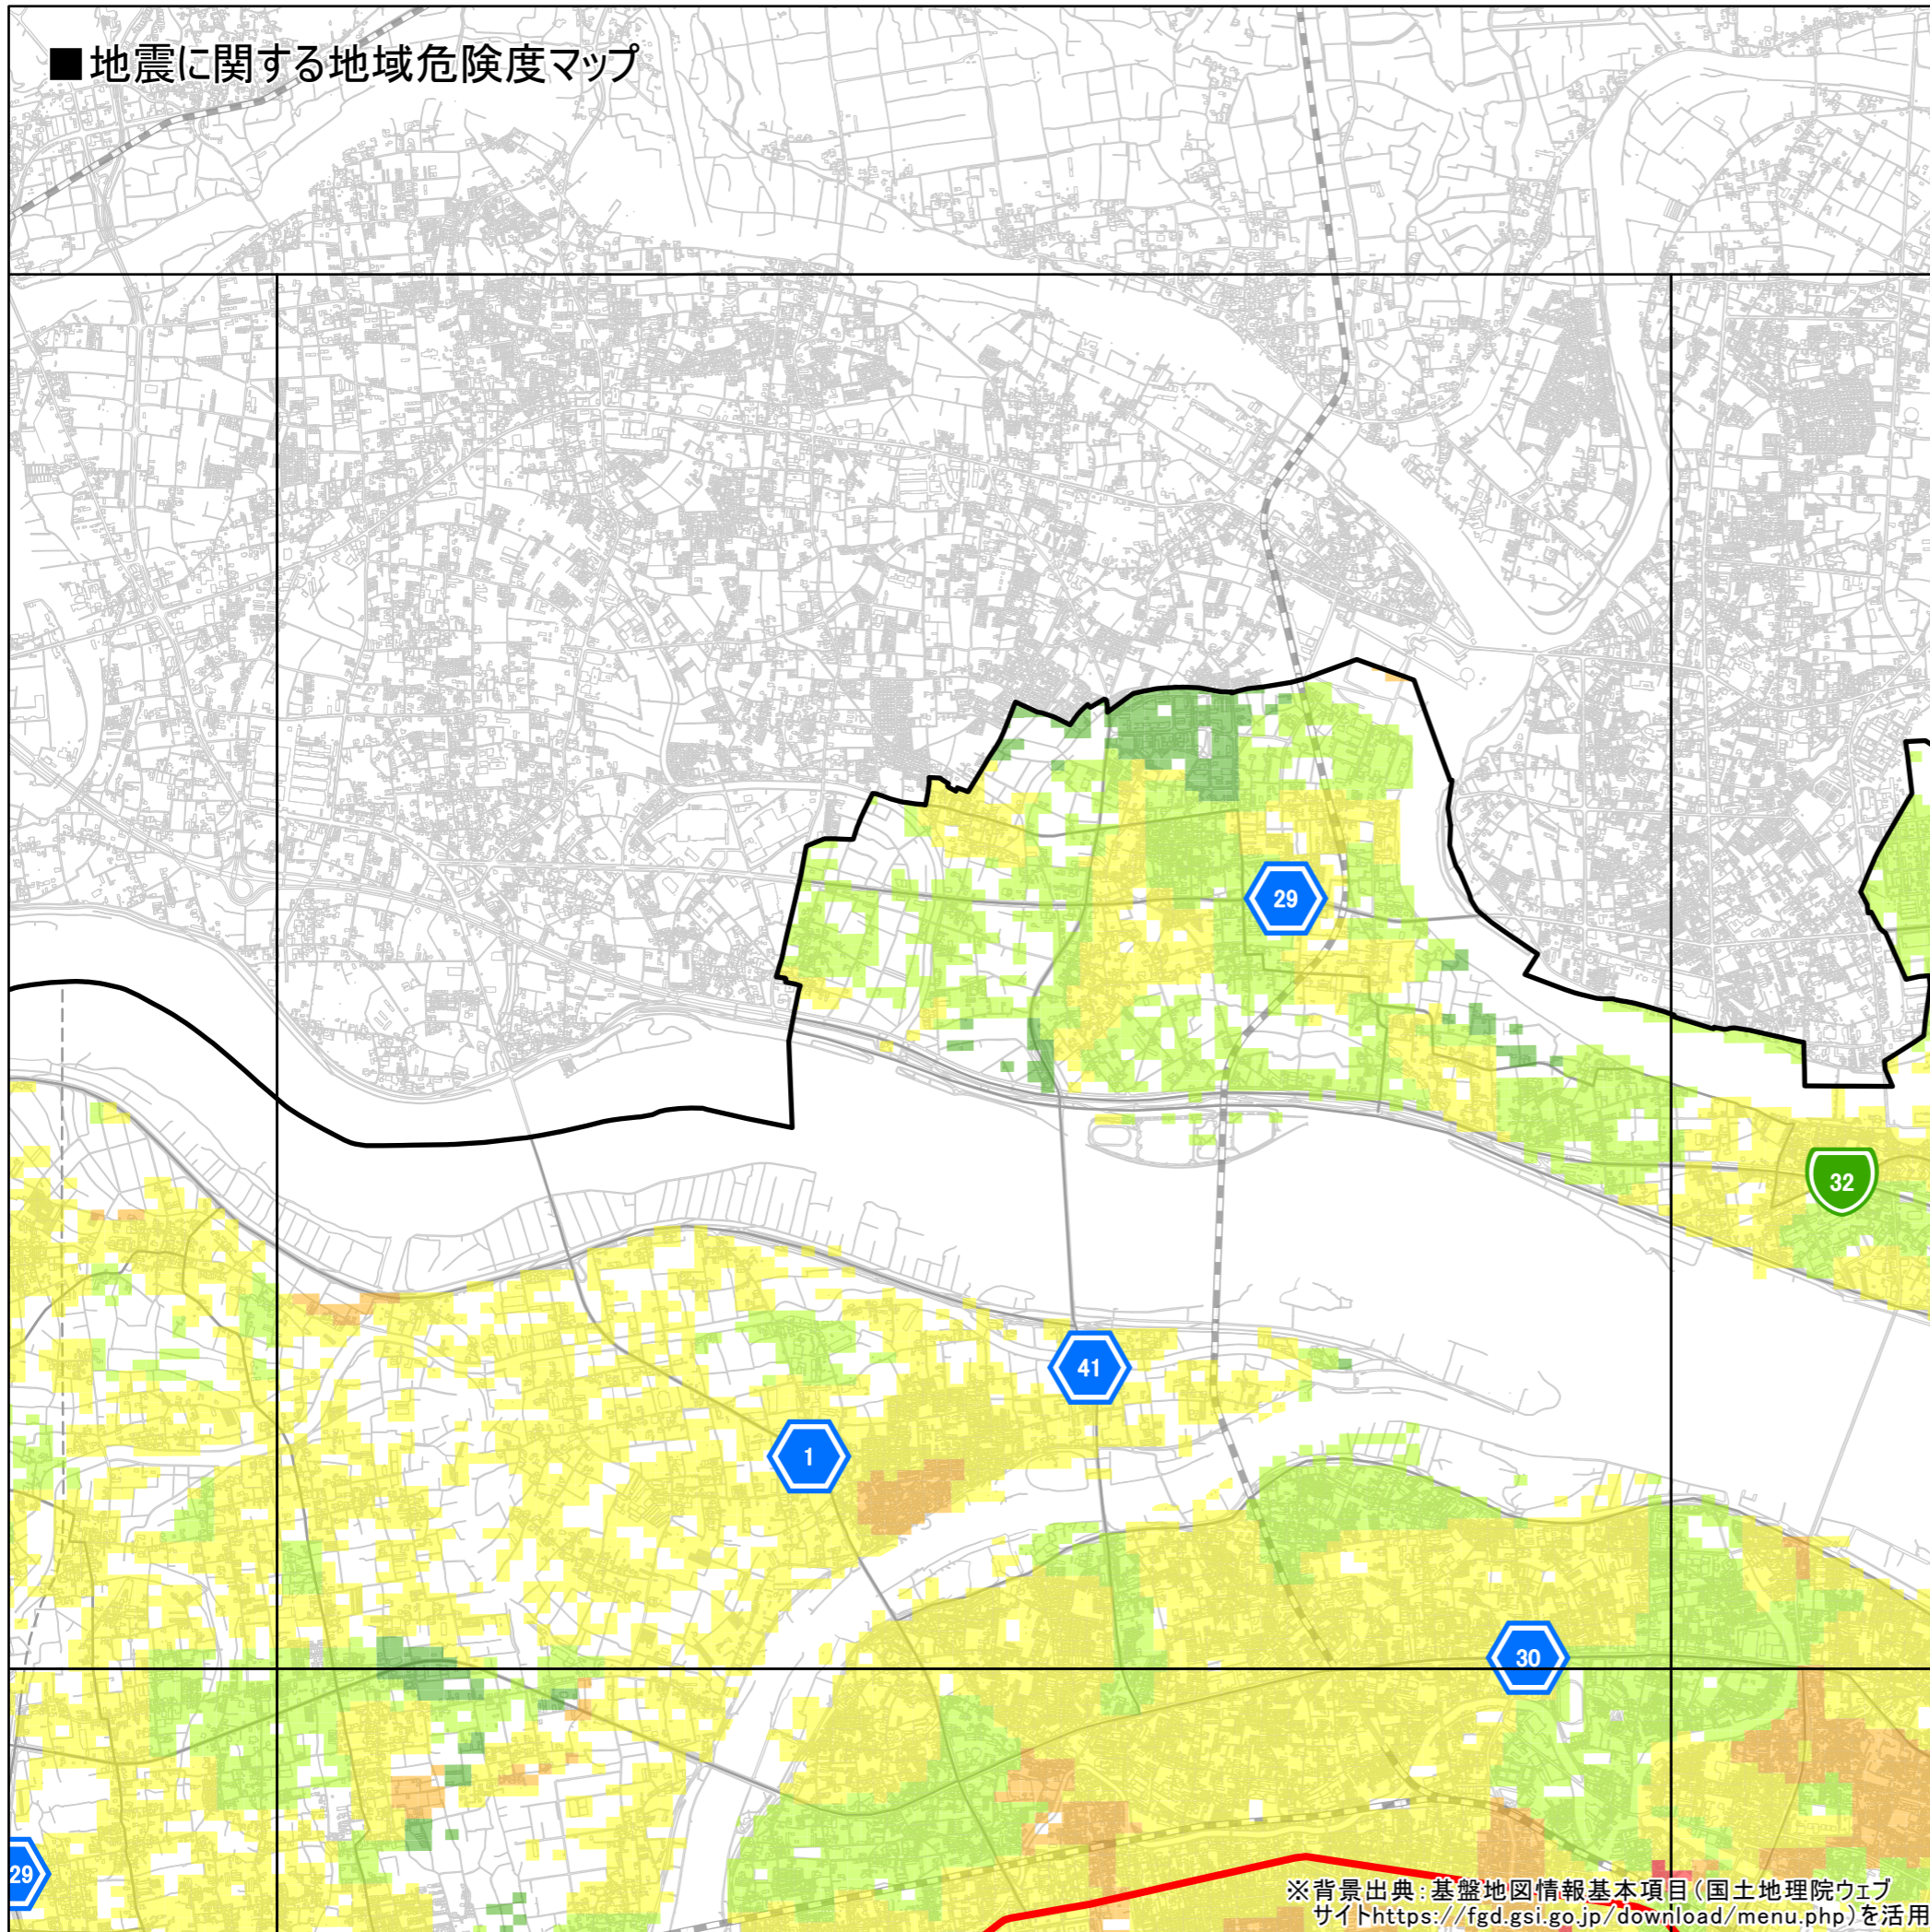 ■地震に関する地域危険度マップ
29
32
41
1
30
29
※背景出典：基盤地図情報基本項目（国土地理院ウェブ
サイトhttps://fgd.gsi.go.jp/download/menu.php）を活用